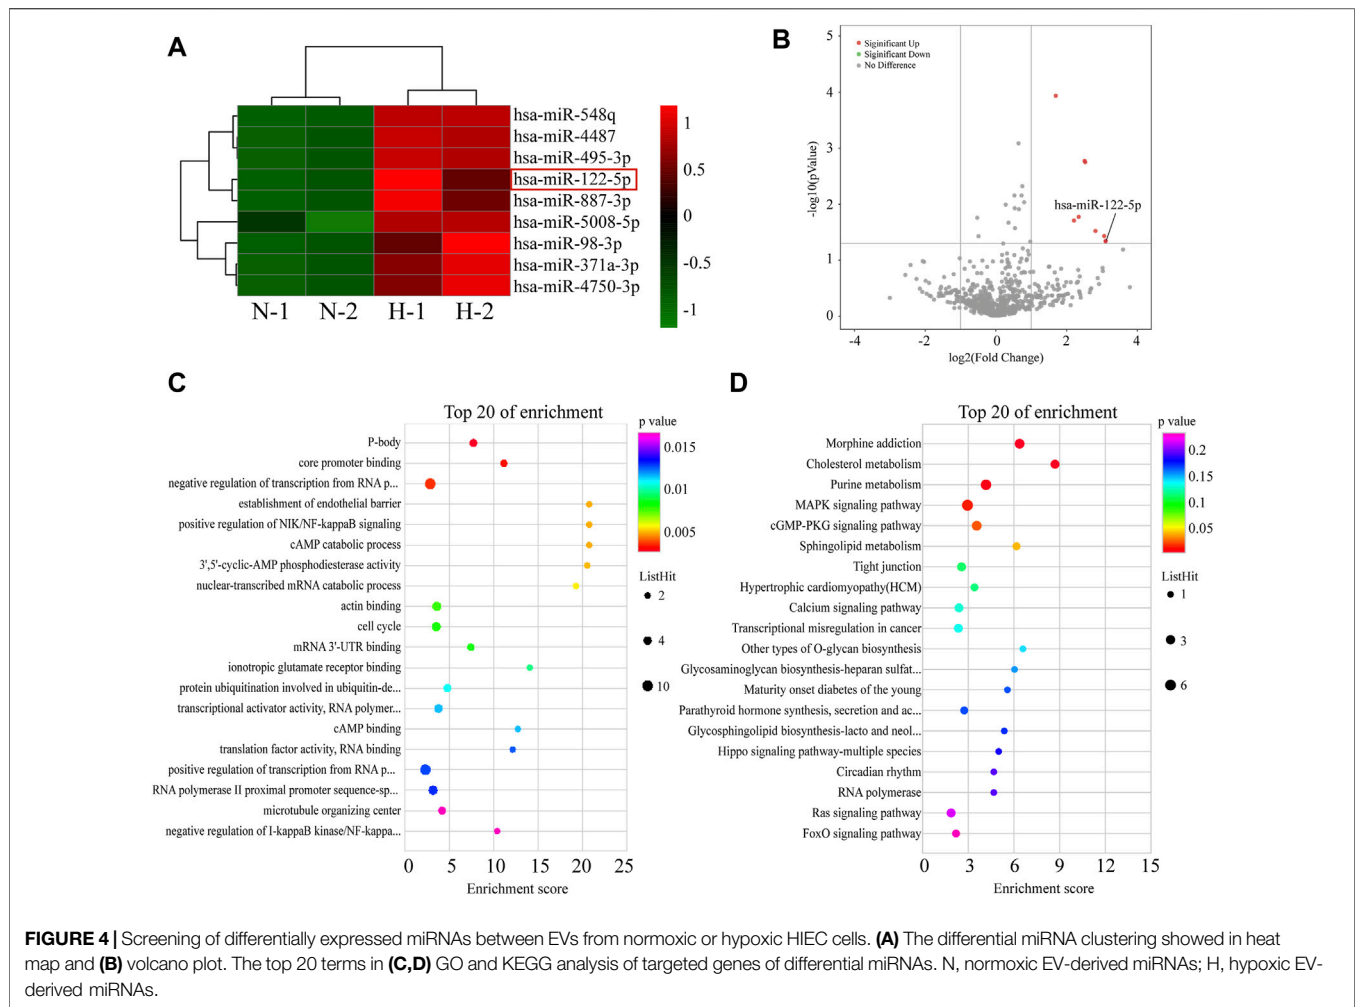 A
hsa-miR-548q
hsa-miR-4487
hsa-miR-495-3p
hsa-miR-122-5p
hsa-miR-887-3p
hsa-miR-5008-5p
hsa-miR-98-3p
hsa-miR-371a-3p
hsa-miR-4750-3p
N-1 N-2 H-1 H-2
1
0.5
0
-0.5
-1
B
Siginificant Up
Siginificant Down
No Difference
hsa-miR-122-5p
-log10(pValue)
5
4
3
2
1
0
-4 -2 0 2 4
log2(Fold Change)
C
Top 20 of enrichment
P-body
core promoter binding
negative regulation of transcription from RNA p...
establishment of endothelial barrier
positive regulation of NIK/NF-kappaB signaling
cAMP catabolic process
3',5'-cyclic-AMP phosphodiesterase activity
nuclear-transcribed mRNA catabolic process
actin binding
cell cycle
mRNA 3'-UTR binding
ionotropic glutamate receptor binding
protein ubiquitination involved in ubiquitin-de...
transcriptional activator activity, RNA polymer...
cAMP binding
translation factor activity, RNA binding
positive regulation of transcription from RNA p...
RNA polymerase II proximal promoter sequence-sp...
microtubule organizing center
negative regulation of I-kappaB kinase/NF-kappa...
0 5 10 15 20 25
Enrichment score
p value
0.015
0.01
0.005
ListHit
2
4
10
D
Top 20 of enrichment
Morphine addiction
Cholesterol metabolism
Purine metabolism
MAPK signaling pathway
cGMP-PKG signaling pathway
Sphingolipid metabolism
Tight junction
Hypertrophic cardiomyopathy(HCM)
Calcium signaling pathway
Transcriptional misregulation in cancer
Other types of O-glycan biosynthesis
Glycosaminoglycan biosynthesis-heparan sulfat...
Maturity onset diabetes of the young
Parathyroid hormone synthesis, secretion and ac...
Glycosphingolipid biosynthesis-lacto and neol...
Hippo signaling pathway-multiple species
Circadian rhythm
RNA polymerase
Ras signaling pathway
FoxO signaling pathway
0 3 6 9 12 15
Enrichment score
p value
0.2
0.15
0.1
0.05
ListHit
1
3
6
FIGURE 4 | Screening of differentially expressed miRNAs between EVs from normoxic or hypoxic HIEC cells. (A) The differential miRNA clustering showed in heat
map and (B) volcano plot. The top 20 terms in (C,D) GO and KEGG analysis of targeted genes of differential miRNAs. N, normoxic EV-derived miRNAs; H, hypoxic EV-
derived miRNAs.